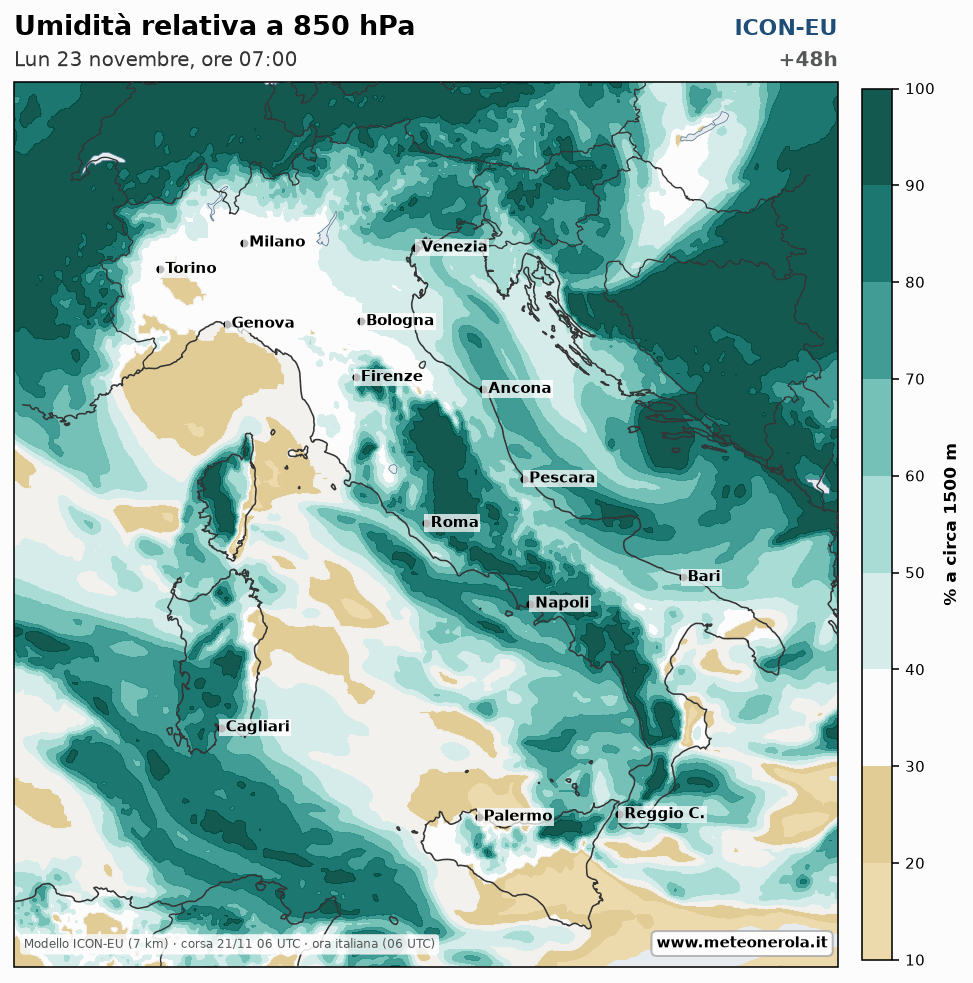 Umidità relativa a 850 hPa
ICON-EU
Lun 23 novembre, ore 07:00
+48h
100
90
80
70
60
50
40
30
20
10
% a circa 1500 m
Milano
Venezia
Torino
Genova
Bologna
Firenze
Ancona
Pescara
Roma
Bari
Napoli
Cagliari
Palermo
Reggio C.
Modello ICON-EU (7 km) · corsa 21/11 06 UTC · ora italiana (06 UTC)
www.meteonerola.it